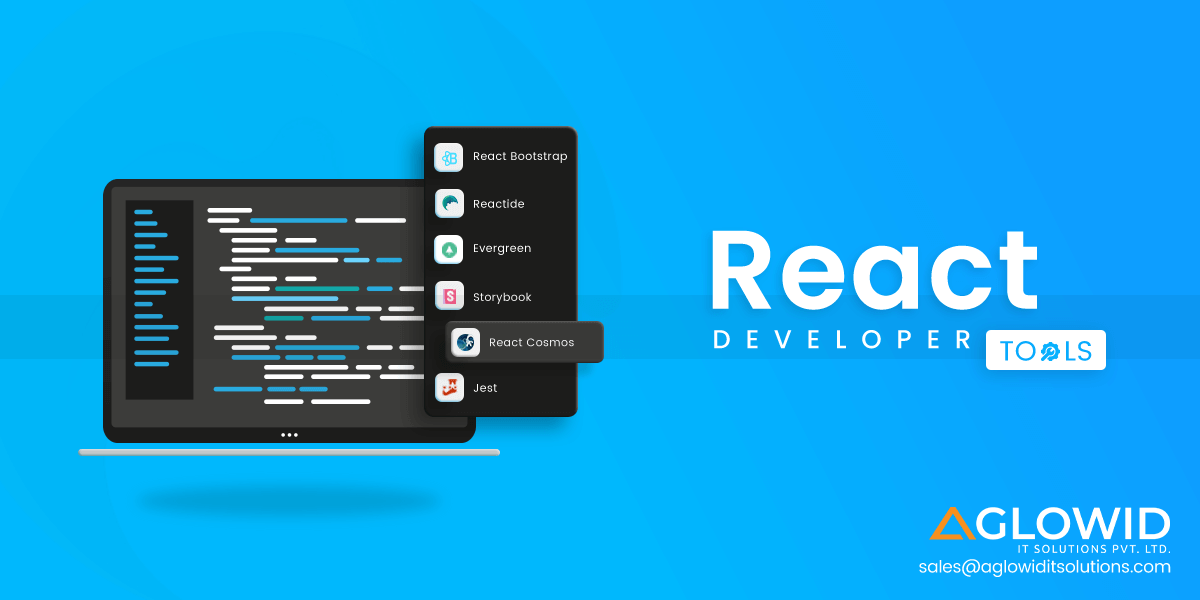 React Bootstrap
Reactide
Evergreen
Storybook
React Cosmos
Jest
React
DEVELOPER
TOOLS
AGLOWID
IT SOLUTIONS PVT. LTD.
sales@aglowiditsolutions.com